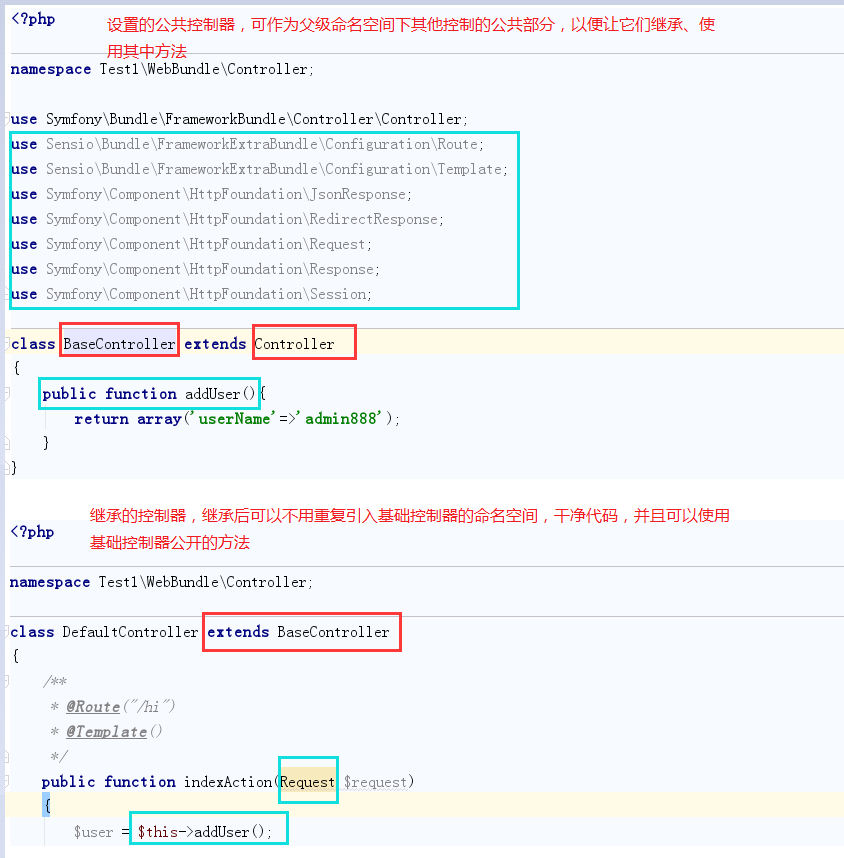 <?php
设置的公共控制器，可作为父级命名空间下其他控制的公共部分，以便让它们继承、使
用其中方法
namespace Test1\WebBundle\Controller;
use Symfony\Bundle\FrameworkBundle\Controller\Controller;
use Sensio\Bundle\FrameworkExtraBundle\Configuration\Route;
use Sensio\Bundle\FrameworkExtraBundle\Configuration\Template;
use Symfony\Component\HttpFoundation\JsonResponse;
use Symfony\Component\HttpFoundation\RedirectResponse;
use Symfony\Component\HttpFoundation\Request;
use Symfony\Component\HttpFoundation\Response;
use Symfony\Component\HttpFoundation\Session;
class BaseController extends Controller
{
public function addUser(){
return array('userName'=>'admin888');
}
}
继承的控制器，继承后可以不用重复引入基础控制器的命名空间，干净代码，并且可以使用
<?php
基础控制器公开的方法
namespace Test1\WebBundle\Controller;
class DefaultController extends BaseController
{
/**
* @Route("/hi")
* @Template()
*/
public function indexAction(Request $request)
{
$user = $this->addUser();